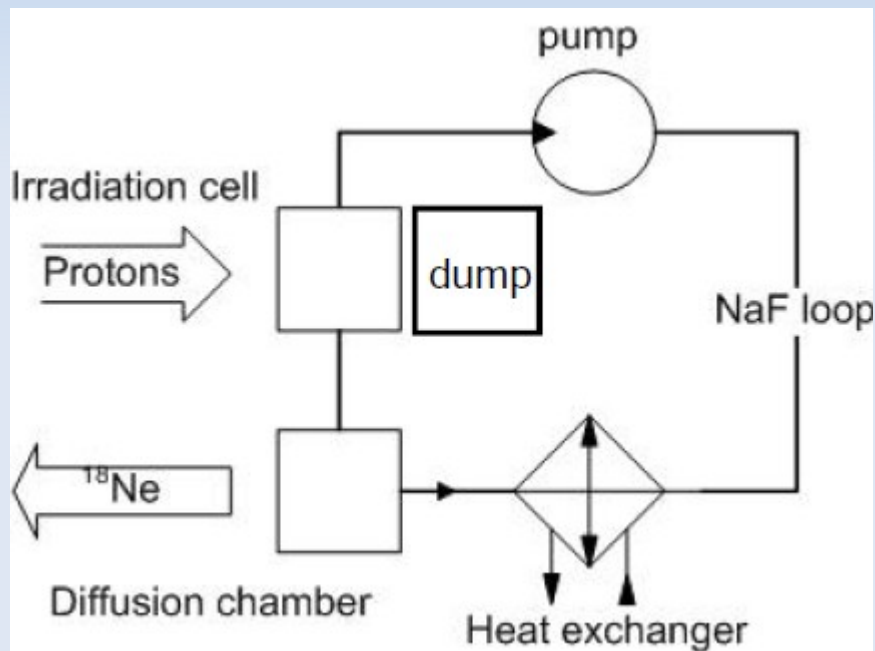 pump
Irradiation cell
Protons
dump
NaF loop
¹⁸Ne
Diffusion chamber
Heat exchanger